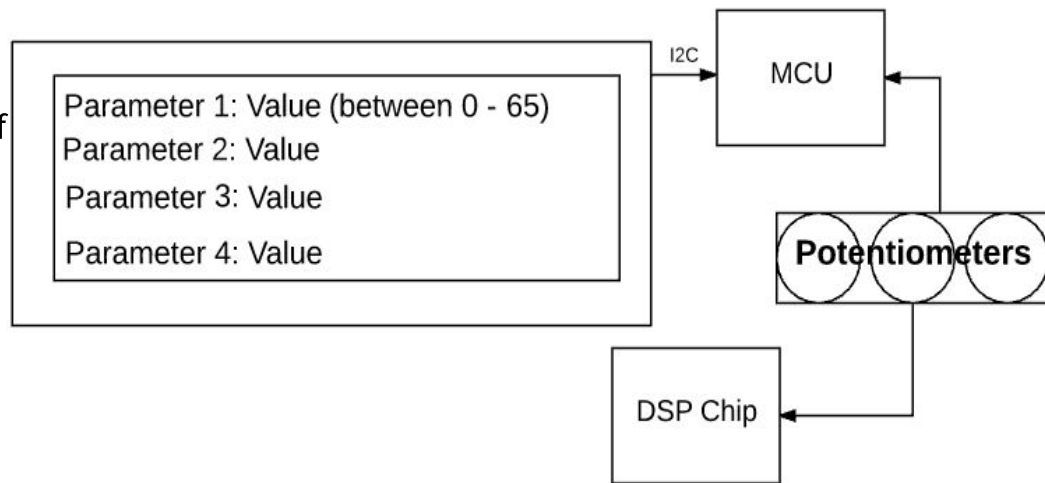 f
Parameter 1: Value (between 0 - 65)
Parameter 2: Value
Parameter 3: Value
Parameter 4: Value
I2C
MCU
Potentiometers
DSP Chip